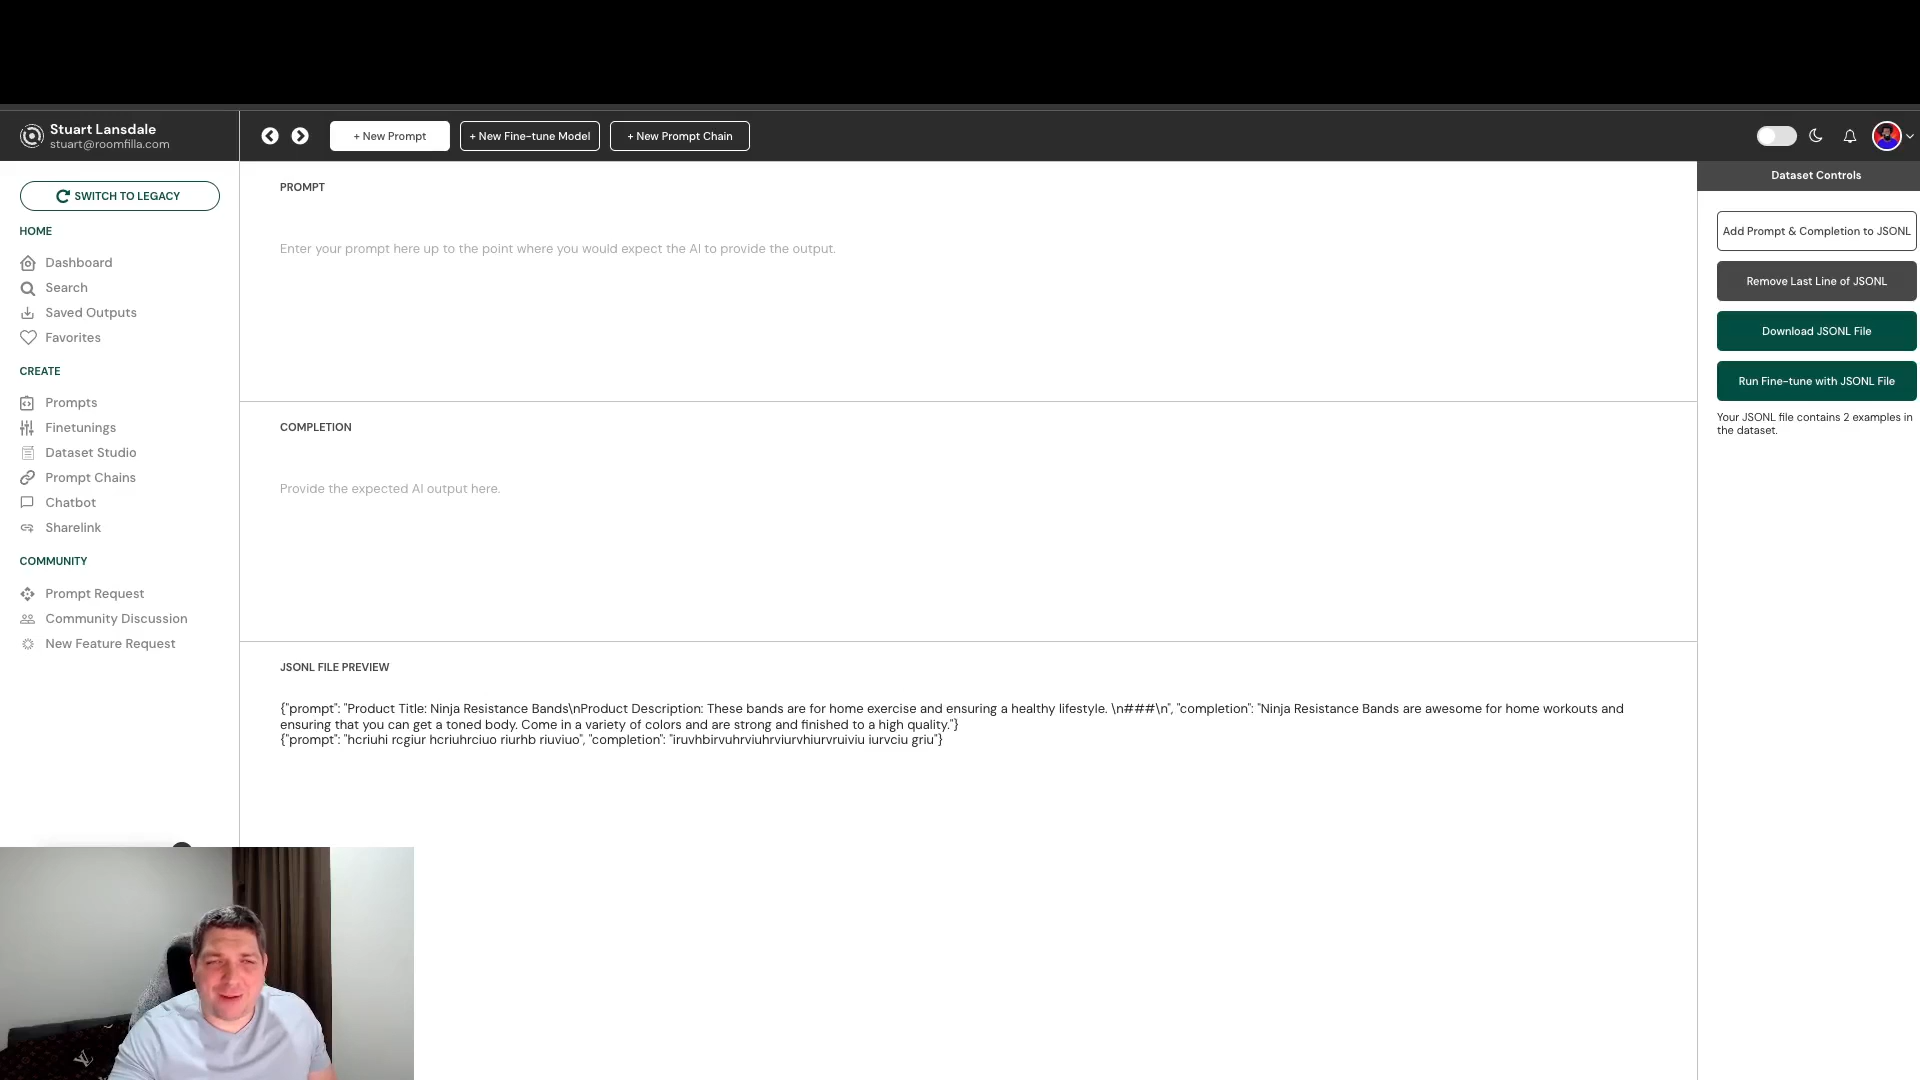 Stuart Lansdale
stuart@roomfilla.com
+ New Prompt
+ New Fine-tune Model
+ New Prompt Chain
SWITCH TO LEGACY
HOME
Dashboard
Search
Saved Outputs
Favorites
CREATE
Prompts
Finetunings
Dataset Studio
Prompt Chains
Chatbot
Sharelink
COMMUNITY
Prompt Request
Community Discussion
New Feature Request
PROMPT
Enter your prompt here up to the point where you would expect the AI to provide the output.
COMPLETION
Provide the expected AI output here.
JSONL FILE PREVIEW
{"prompt": "Product Title: Ninja Resistance Bands\nProduct Description: These bands are for home exercise and ensuring a healthy lifestyle. \n###\n", "completion": "Ninja Resistance Bands are awesome for home workouts and
ensuring that you can get a toned body. Come in a variety of colors and are strong and finished to a high quality."}
{"prompt": "hcriuhi rcgiur hcriuhrciuo riurhb riuviuo", "completion": "iruvhbirvuhrviuhrviurvhiurvruiviu iurvciu griu"}
Dataset Controls
Add Prompt & Completion to JSONL
Remove Last Line of JSONL
Download JSONL File
Run Fine-tune with JSONL File
Your JSONL file contains 2 examples in
the dataset.